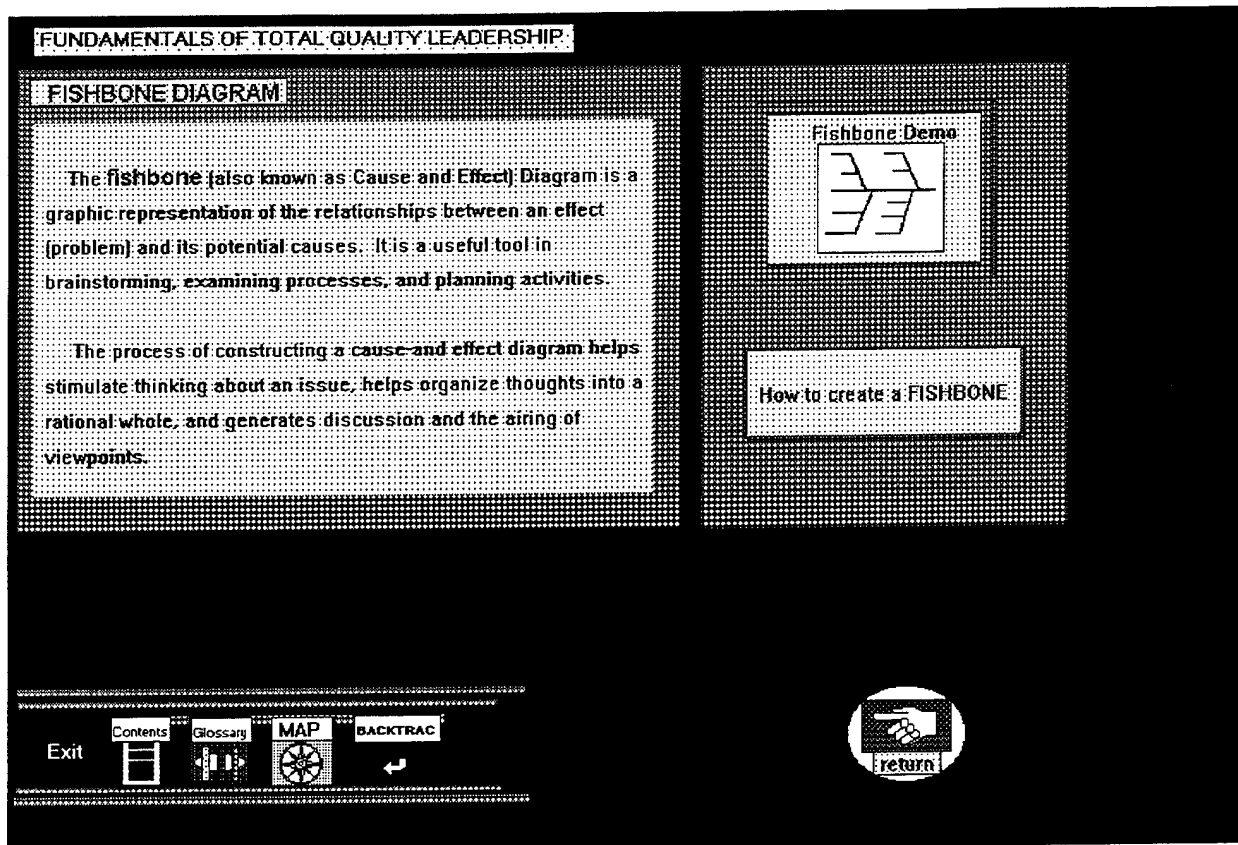 FUNDAMENTALS OF TOTAL QUALITY LEADERSHIP
FISHBONE DIAGRAM
The fishbone (also known as Cause and Effect) Diagram is a
graphic representation of the relationships between an effect
(problem) and its potential causes. It is a useful tool in
brainstorming, examining processes, and planning activities.
The process of constructing a cause-and effect diagram helps
stimulate thinking about an issue, helps organize thoughts into a
rational whole, and generates discussion and the airing of
viewpoints.
Fishbone Demo
How to create a FISHBONE
Exit
Contents
Glossary
MAP
BACKTRAC
return